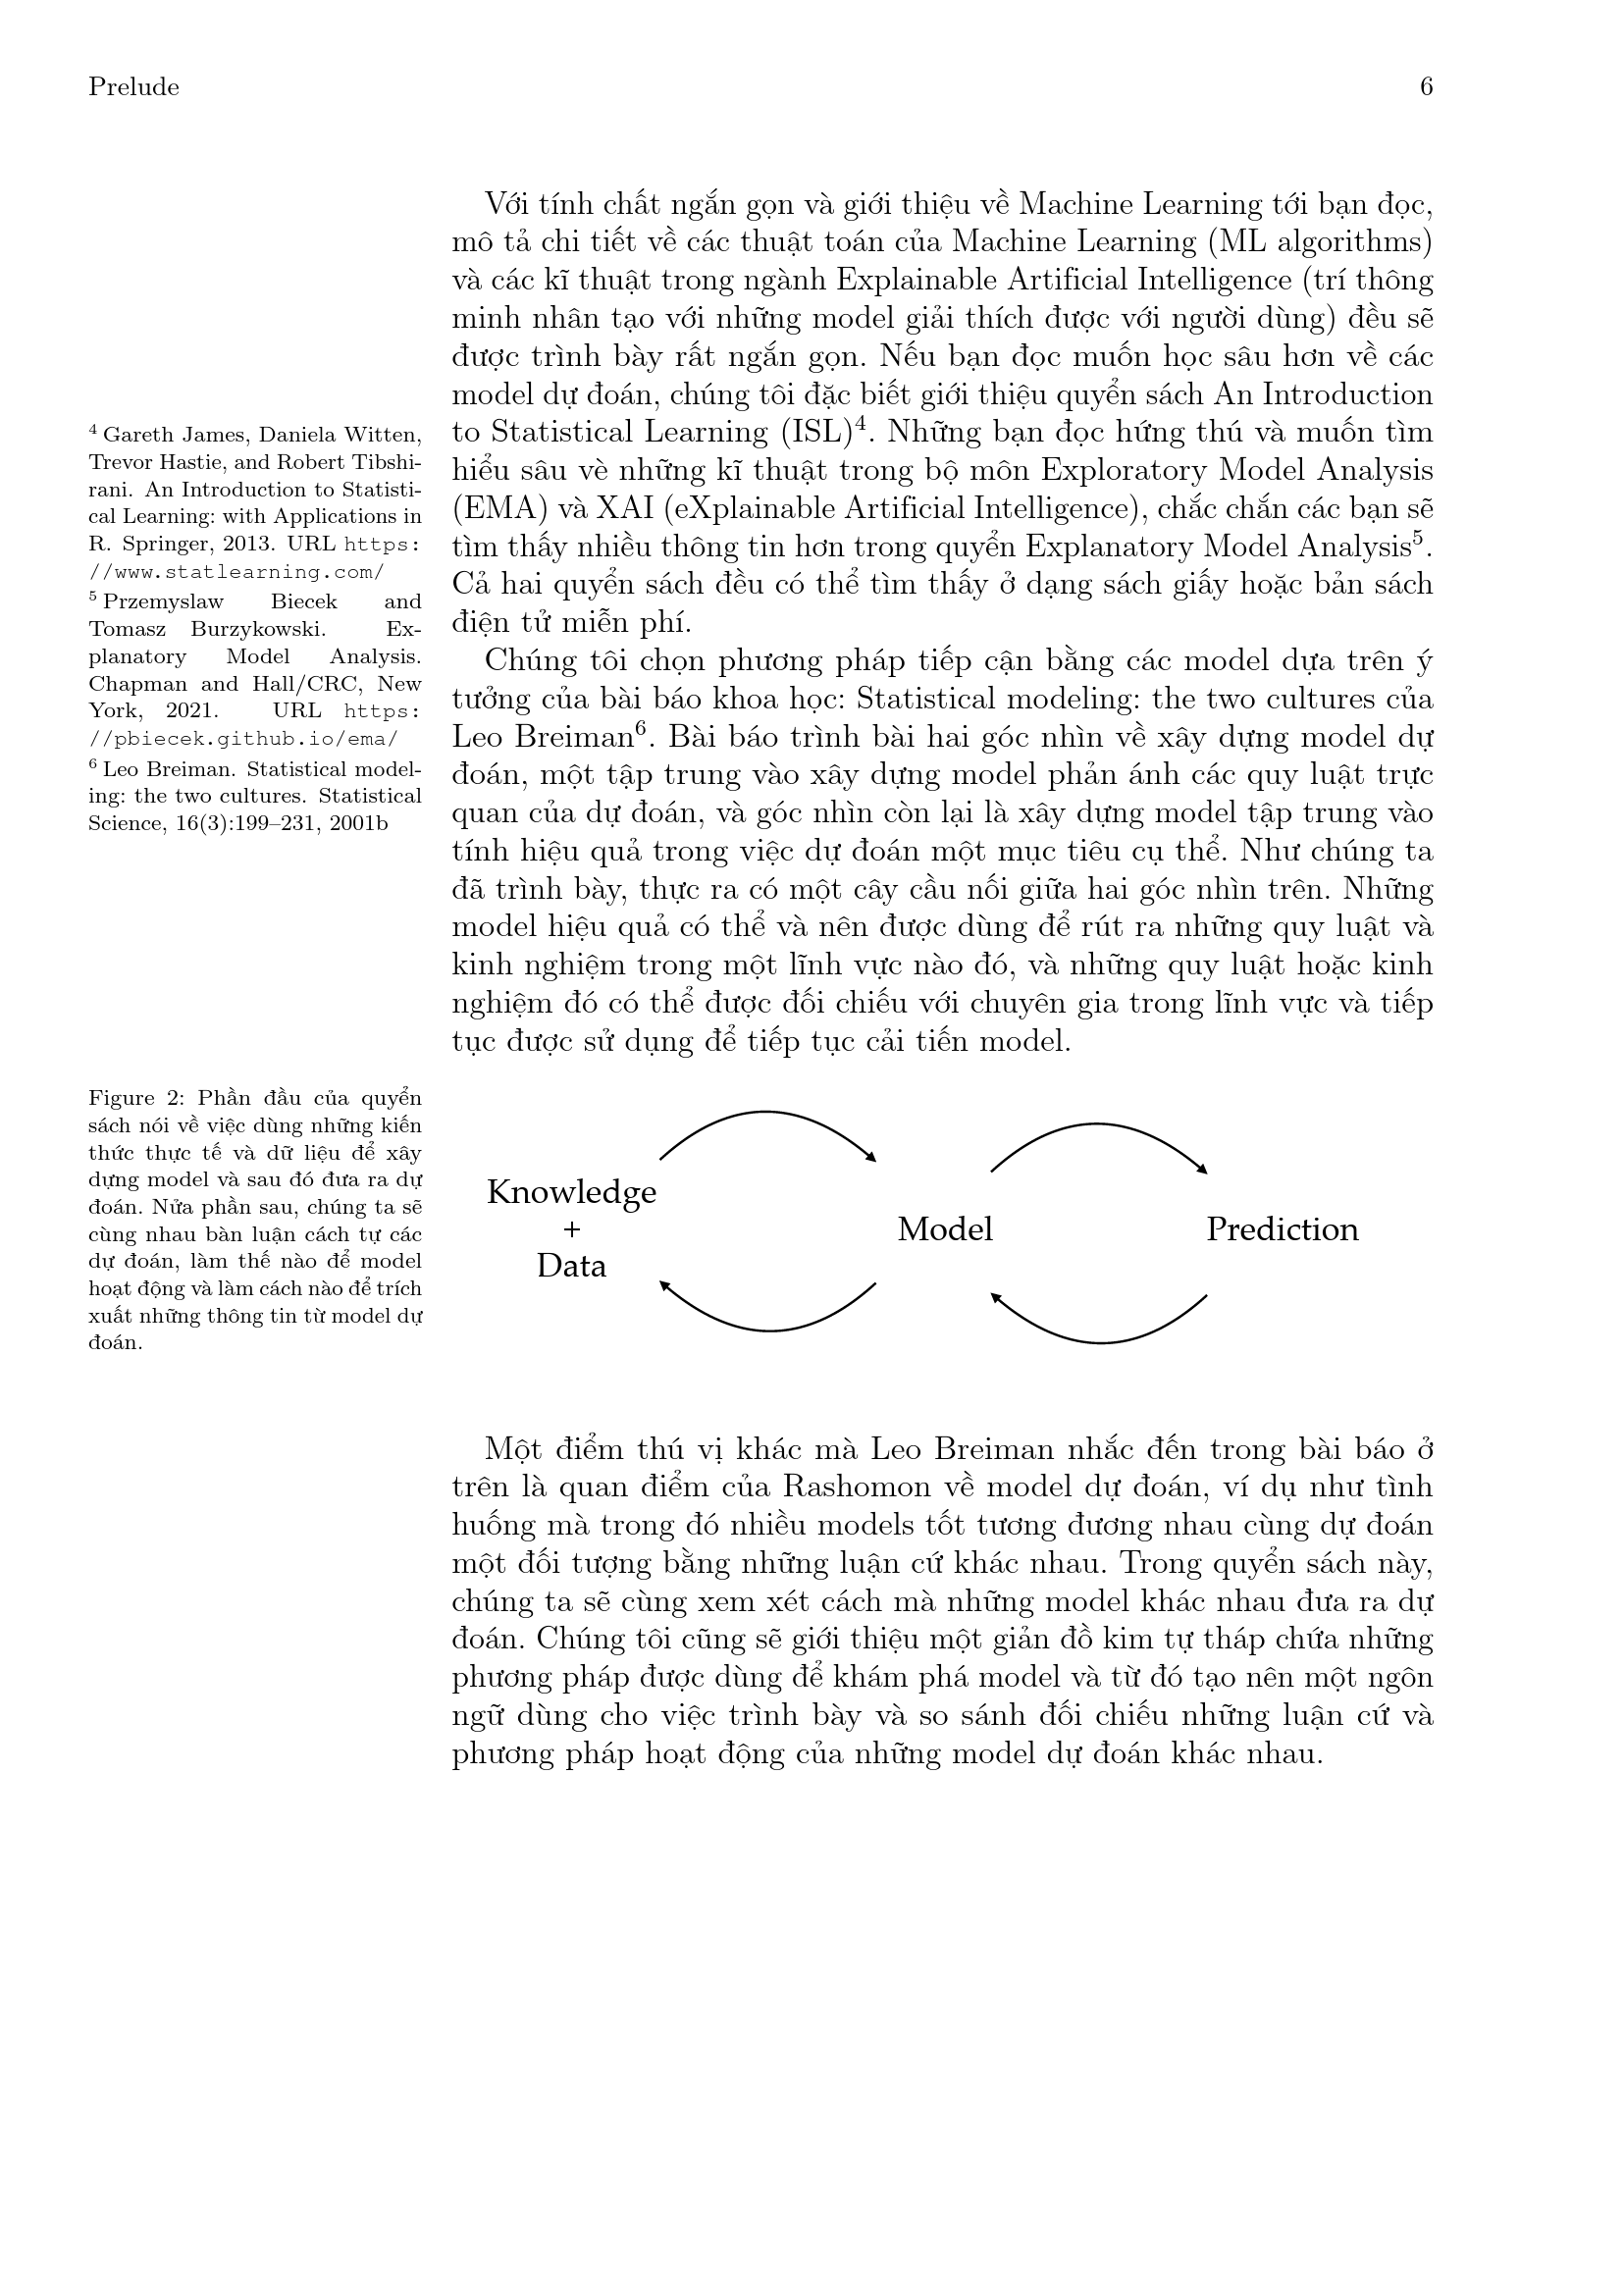 Prelude
6
Với tính chất ngắn gọn và giới thiệu về Machine Learning tới bạn đọc,
mô tả chi tiết về các thuật toán của Machine Learning (ML algorithms)
và các kĩ thuật trong ngành Explainable Artificial Intelligence (trí thông
minh nhân tạo với những model giải thích được với người dùng) đều sẽ
được trình bày rất ngắn gọn. Nếu bạn đọc muốn học sâu hơn về các
model dự đoán, chúng tôi đặc biết giới thiệu quyển sách An Introduction
to Statistical Learning (ISL)⁴. Những bạn đọc hứng thú và muốn tìm
hiểu sâu vè những kĩ thuật trong bộ môn Exploratory Model Analysis
(EMA) và XAI (eXplainable Artificial Intelligence), chắc chắn các bạn sẽ
tìm thấy nhiều thông tin hơn trong quyển Explanatory Model Analysis⁵.
Cả hai quyển sách đều có thể tìm thấy ở dạng sách giấy hoặc bản sách
điện tử miễn phí.
⁴ Gareth James, Daniela Witten,
Trevor Hastie, and Robert Tibshi-
rani. An Introduction to Statisti-
cal Learning: with Applications in
R. Springer, 2013. URL https:
//www.statlearning.com/
⁵ Przemyslaw Biecek and
Tomasz Burzykowski. Ex-
planatory Model Analysis.
Chapman and Hall/CRC, New
York, 2021. URL https:
//pbiecek.github.io/ema/
⁶ Leo Breiman. Statistical model-
ing: the two cultures. Statistical
Science, 16(3):199–231, 2001b
Chúng tôi chọn phương pháp tiếp cận bằng các model dựa trên ý
tưởng của bài báo khoa học: Statistical modeling: the two cultures của
Leo Breiman⁶. Bài báo trình bài hai góc nhìn về xây dựng model dự
đoán, một tập trung vào xây dựng model phản ánh các quy luật trực
quan của dự đoán, và góc nhìn còn lại là xây dựng model tập trung vào
tính hiệu quả trong việc dự đoán một mục tiêu cụ thể. Như chúng ta
đã trình bày, thực ra có một cây cầu nối giữa hai góc nhìn trên. Những
model hiệu quả có thể và nên được dùng để rút ra những quy luật và
kinh nghiệm trong một lĩnh vực nào đó, và những quy luật hoặc kinh
nghiệm đó có thể được đối chiếu với chuyên gia trong lĩnh vực và tiếp
tục được sử dụng để tiếp tục cải tiến model.
Figure 2: Phần đầu của quyển
sách nói về việc dùng những kiến
thức thực tế và dữ liệu để xây
dựng model và sau đó đưa ra dự
đoán. Nửa phần sau, chúng ta sẽ
cùng nhau bàn luận cách tự các
dự đoán, làm thế nào để model
hoạt động và làm cách nào để trích
xuất những thông tin từ model dự
đoán.
Knowledge
+
Data
Model
Prediction
Một điểm thú vị khác mà Leo Breiman nhắc đến trong bài báo ở
trên là quan điểm của Rashomon về model dự đoán, ví dụ như tình
huống mà trong đó nhiều models tốt tương đương nhau cùng dự đoán
một đối tượng bằng những luận cứ khác nhau. Trong quyển sách này,
chúng ta sẽ cùng xem xét cách mà những model khác nhau đưa ra dự
đoán. Chúng tôi cũng sẽ giới thiệu một giản đồ kim tự tháp chứa những
phương pháp được dùng để khám phá model và từ đó tạo nên một ngôn
ngữ dùng cho việc trình bày và so sánh đối chiếu những luận cứ và
phương pháp hoạt động của những model dự đoán khác nhau.